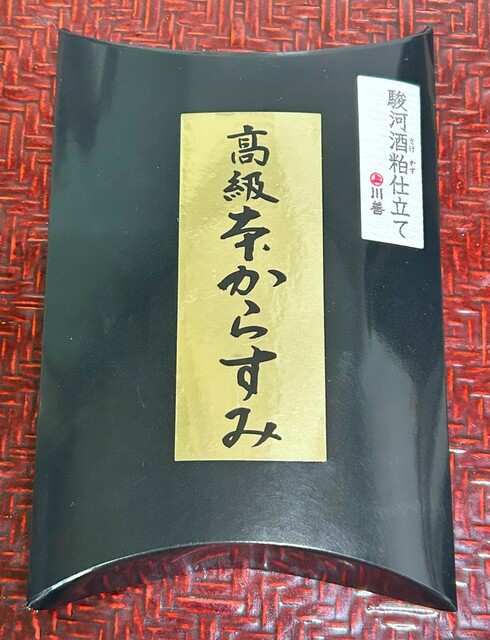 駿河酒粕仕立て
さけかす
上 川善
高級本からすみ